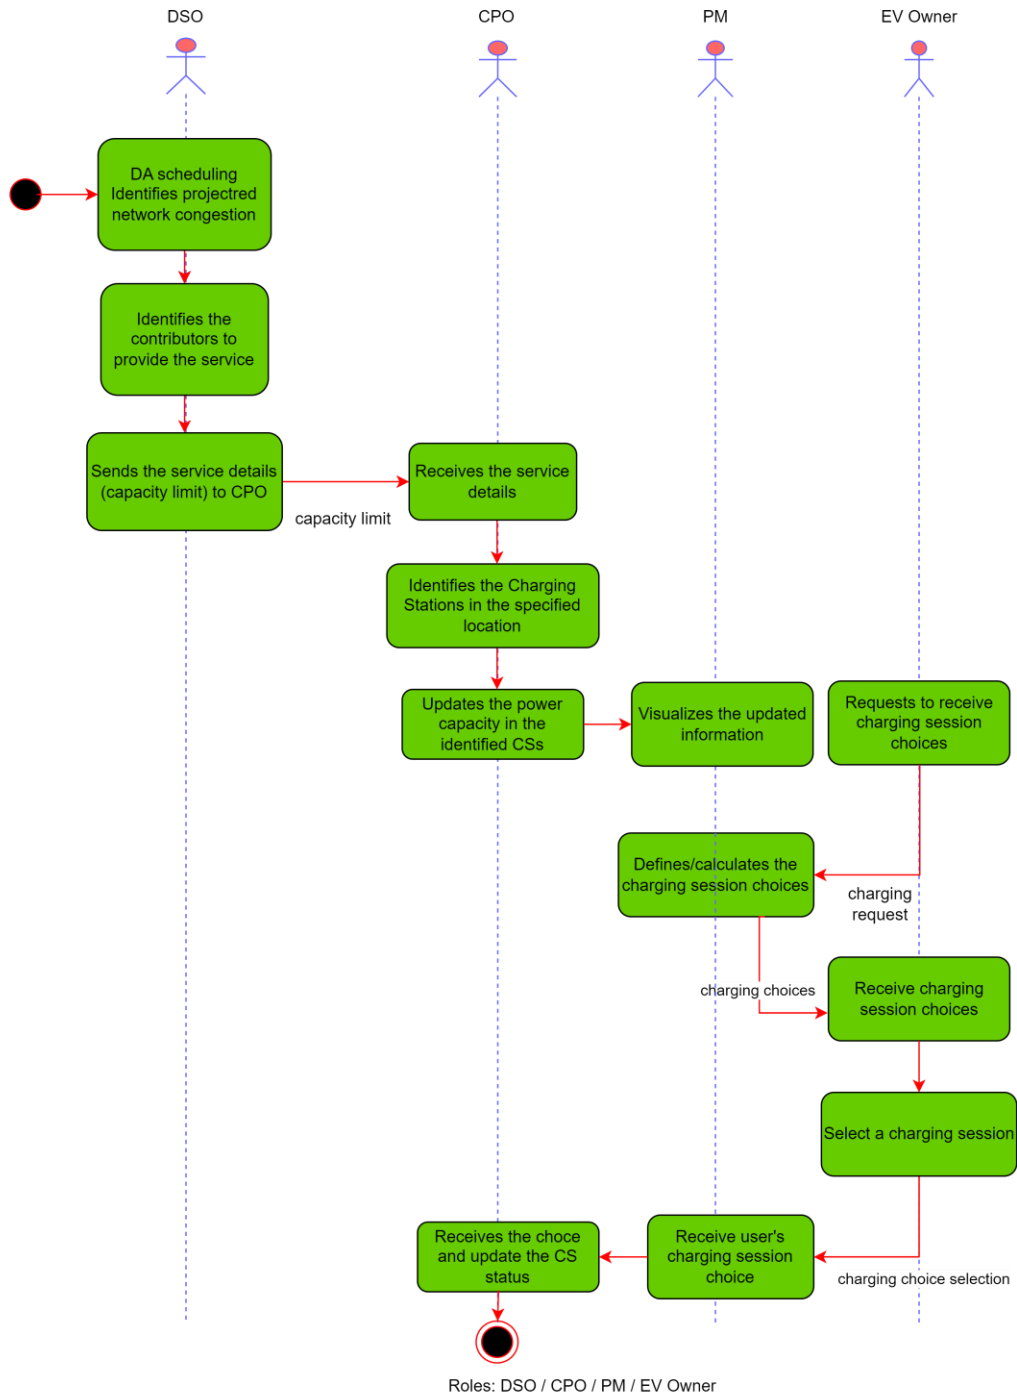 DSO
CPO
PM
EV Owner
DA scheduling
Identifies projectred
network congestion
Identifies the
contributors to
provide the service
Sends the service details
(capacity limit) to CPO
capacity limit
Receives the service
details
Identifies the Charging
Stations in the specified
location
Updates the power
capacity in the
identified CSs
Visualizes the updated
information
Requests to receive
charging session
choices
Defines/calculates the
charging session choices
charging
request
charging choices
Receive charging
session choices
Select a charging session
charging choice selection
Receive user's
charging session
choice
Receives the choce
and update the CS
status
Roles: DSO / CPO / PM / EV Owner